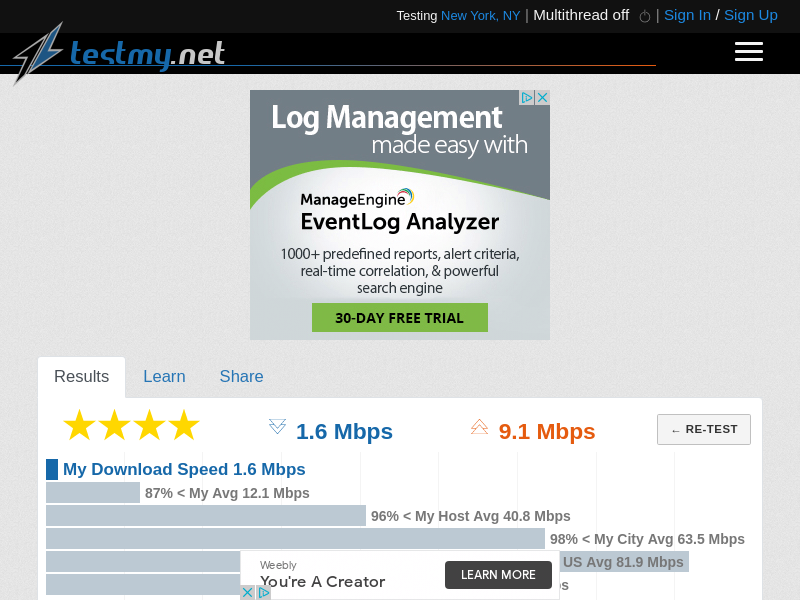 Testing New York, NY | Multithread off | Sign In / Sign Up
testmy.net
Log Management
made easy with
ManageEngine
EventLog Analyzer
1000+ predefined reports, alert criteria,
real-time correlation, & powerful
search engine
30-DAY FREE TRIAL
Results Learn Share
1.6 Mbps 9.1 Mbps ← RE-TEST
My Download Speed 1.6 Mbps
87% < My Avg 12.1 Mbps
96% < My Host Avg 40.8 Mbps
98% < My City Avg 63.5 Mbps
US Avg 81.9 Mbps
Weebly
You're A Creator
LEARN MORE